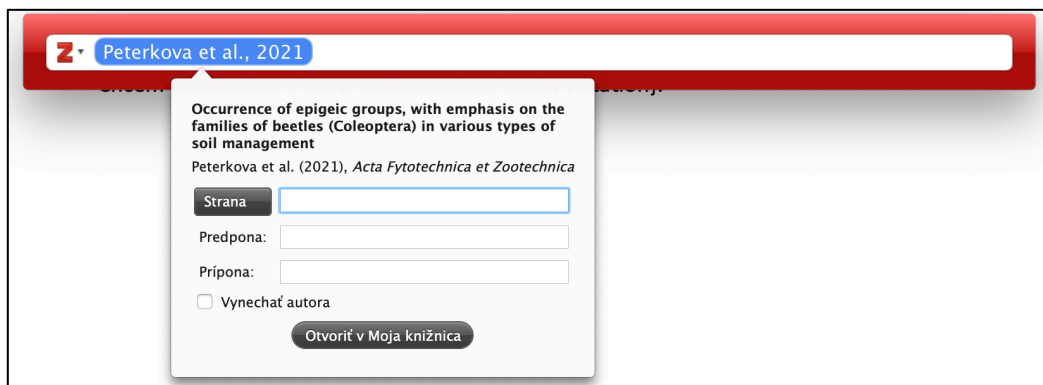 Z Peterkova et al., 2021
Occurrence of epigeic groups, with emphasis on the
families of beetles (Coleoptera) in various types of
soil management
Peterkova et al. (2021), Acta Fytotechnica et Zootechnica
Strana
Predpona:
Prípona:
Vynechať autora
Otvoriť v Moja knižnica